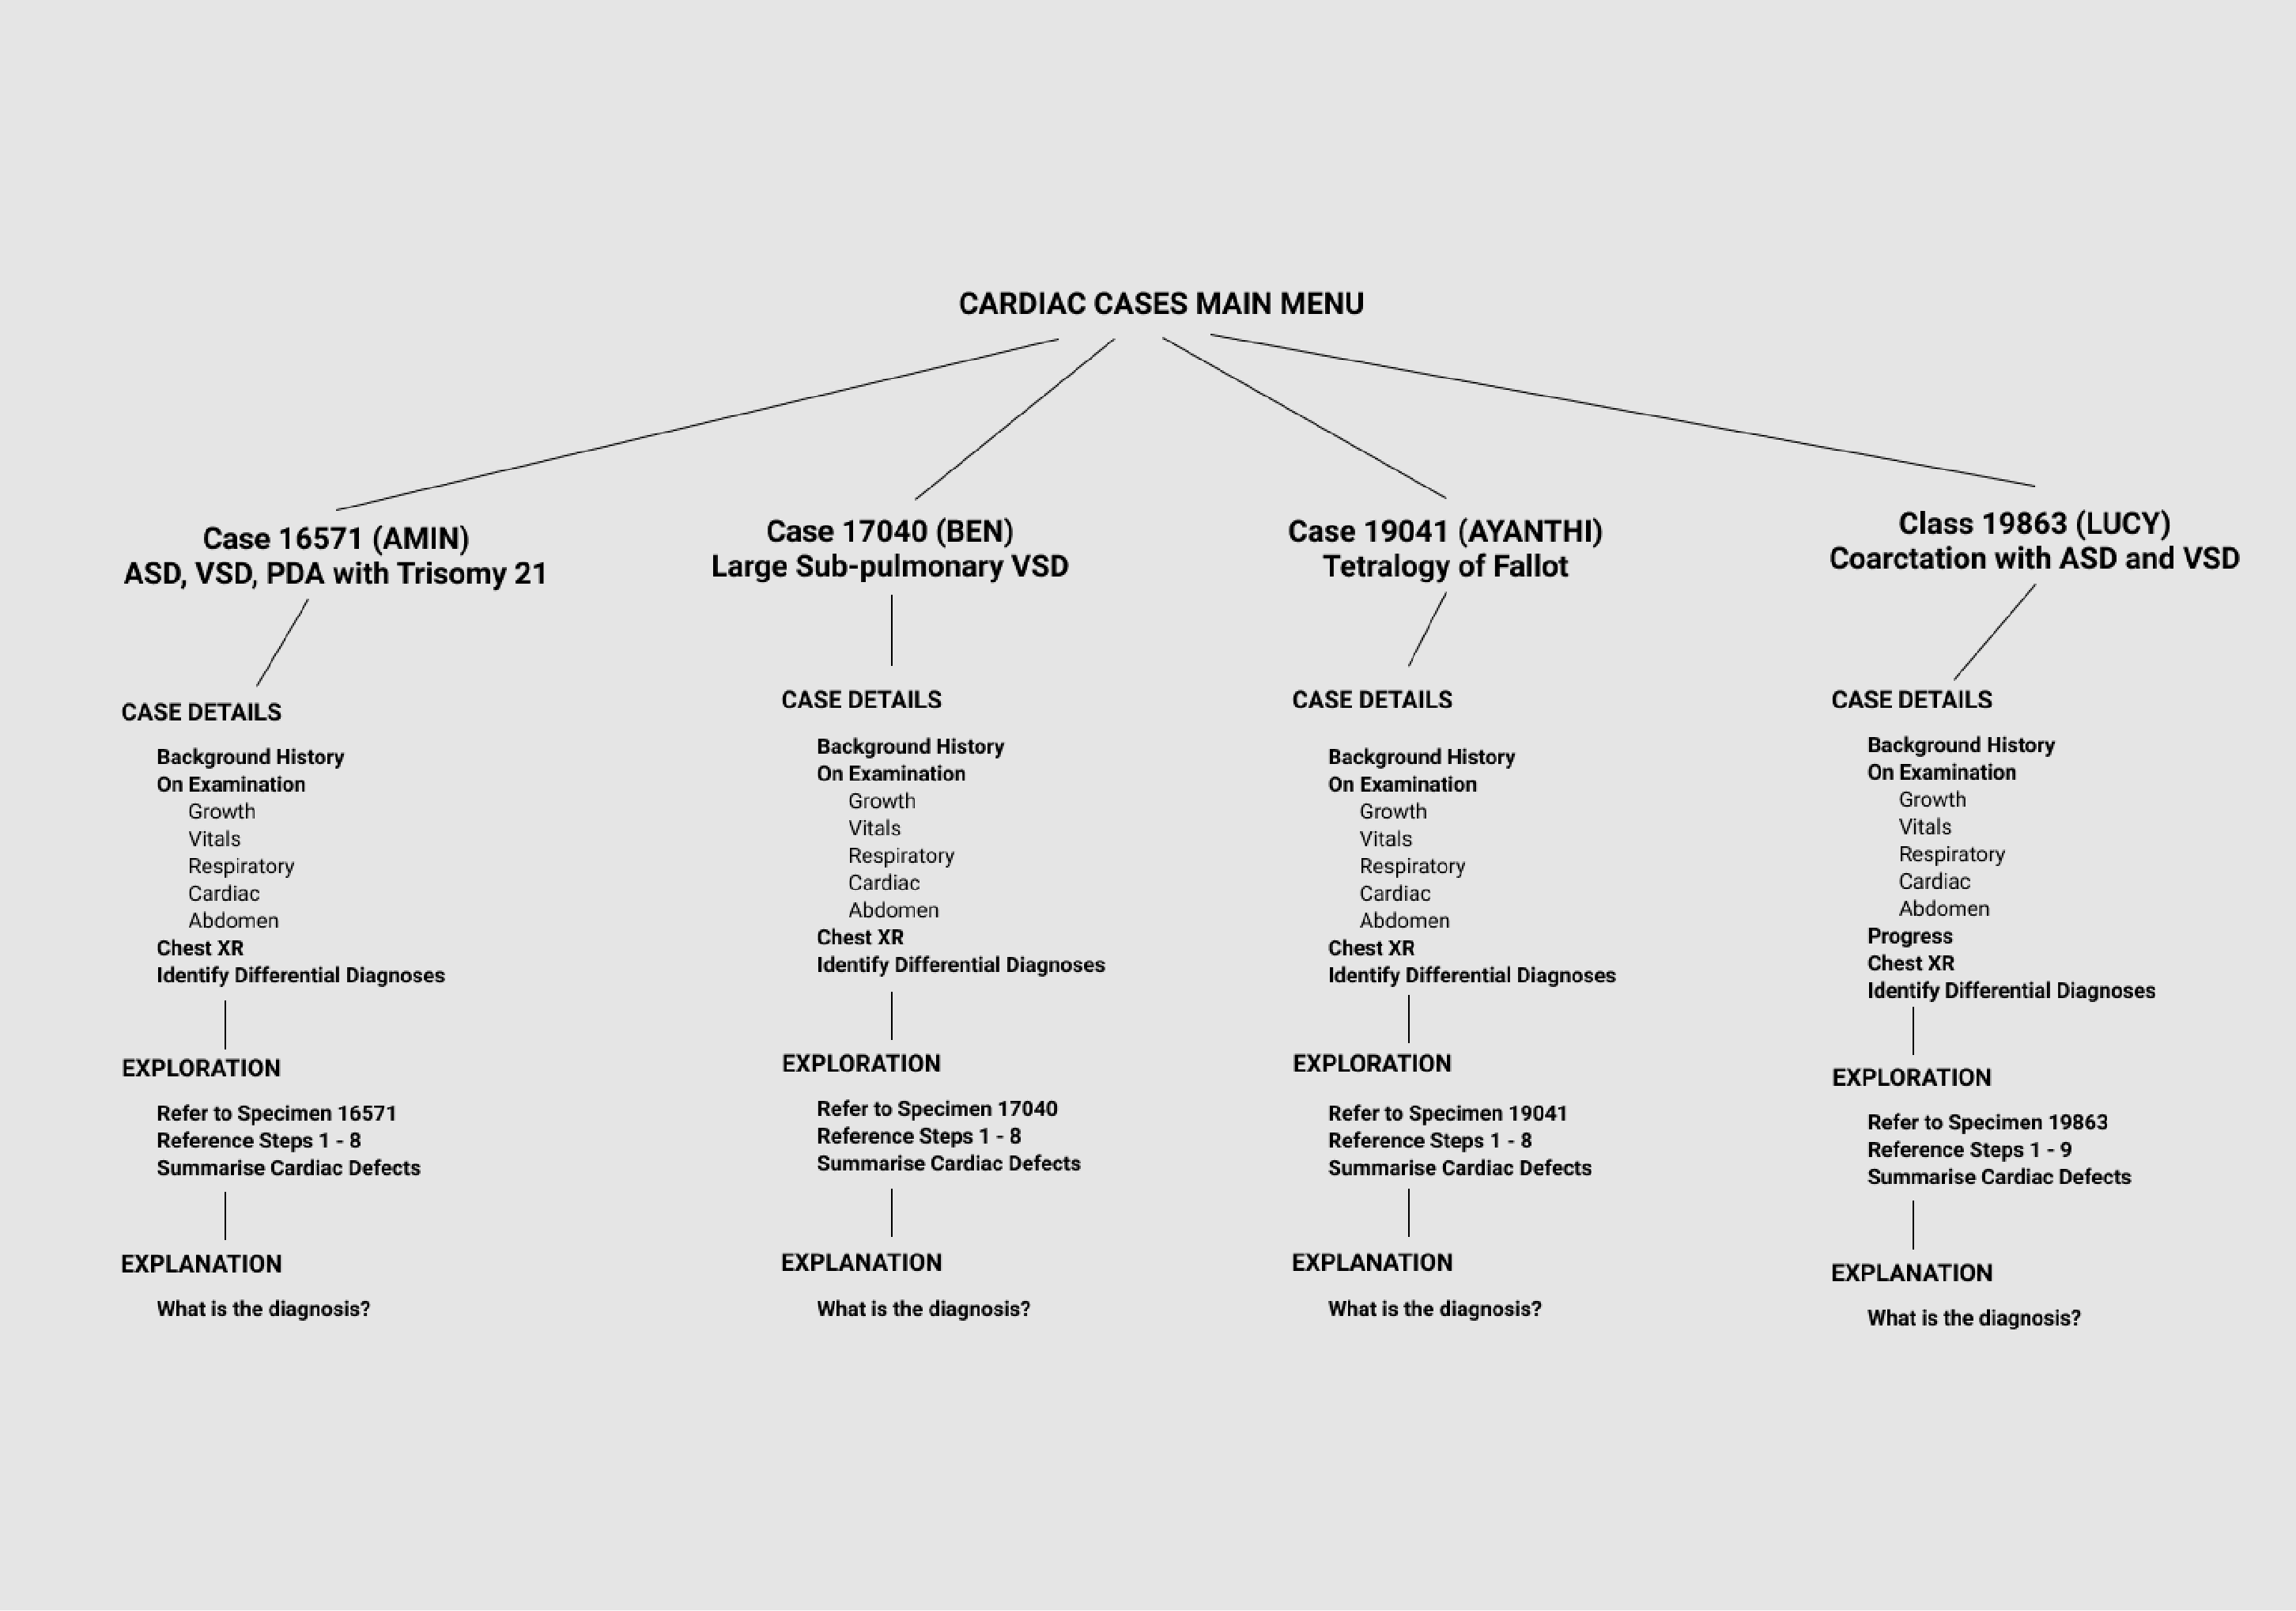 CARDIAC CASES MAIN MENU
Case 16571 (AMIN)
ASD, VSD, PDA with Trisomy 21
CASE DETAILS
Background History
On Examination
Growth
Vitals
Respiratory
Cardiac
Abdomen
Chest XR
Identify Differential Diagnoses
EXPLORATION
Refer to Specimen 16571
Reference Steps 1 - 8
Summarise Cardiac Defects
EXPLANATION
What is the diagnosis?
Case 17040 (BEN)
Large Sub-pulmonary VSD
CASE DETAILS
Background History
On Examination
Growth
Vitals
Respiratory
Cardiac
Abdomen
Chest XR
Identify Differential Diagnoses
EXPLORATION
Refer to Specimen 17040
Reference Steps 1 - 8
Summarise Cardiac Defects
EXPLANATION
What is the diagnosis?
Case 19041 (AYANTHI)
Tetralogy of Fallot
CASE DETAILS
Background History
On Examination
Growth
Vitals
Respiratory
Cardiac
Abdomen
Chest XR
Identify Differential Diagnoses
EXPLORATION
Refer to Specimen 19041
Reference Steps 1 - 8
Summarise Cardiac Defects
EXPLANATION
What is the diagnosis?
Class 19863 (LUCY)
Coarctation with ASD and VSD
CASE DETAILS
Background History
On Examination
Growth
Vitals
Respiratory
Cardiac
Abdomen
Progress
Chest XR
Identify Differential Diagnoses
EXPLORATION
Refer to Specimen 19863
Reference Steps 1 - 9
Summarise Cardiac Defects
EXPLANATION
What is the diagnosis?